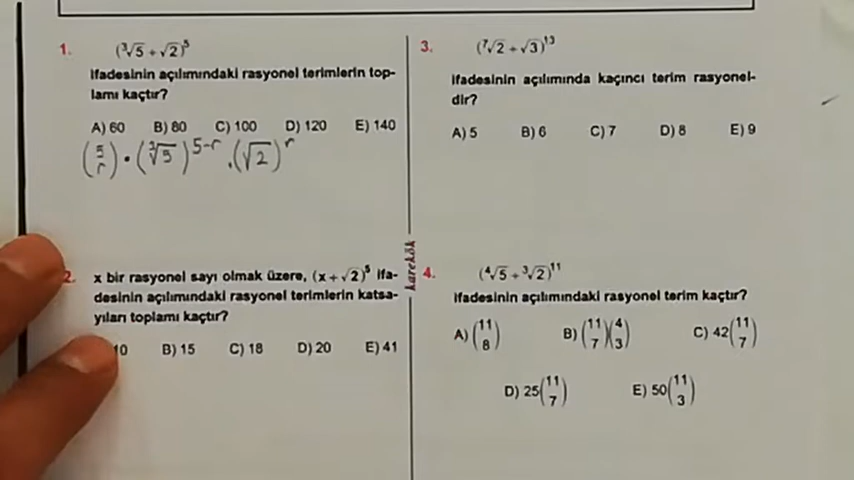 1. (³√5 + √2)⁵
ifadesinin açılımındaki rasyonel terimlerin top-
lamı kaçtır?
A) 60 B) 80 C) 100 D) 120 E) 140
(5 r) · (³√5)^5-r · (√2)^r
2. x bir rasyonel sayı olmak üzere, (x + √2)⁵ ifa-
desinin açılımındaki rasyonel terimlerin katsa-
yıları toplamı kaçtır?
10 B) 15 C) 18 D) 20 E) 41
karekök
3. (⁷√2 + √3)¹³
ifadesinin açılımında kaçıncı terim rasyonel-
dir?
A) 5 B) 6 C) 7 D) 8 E) 9
4. (⁴√5 + ³√2)¹¹
ifadesinin açılımındaki rasyonel terim kaçtır?
A) (11 8) B) (11 7)(4 3) C) 42(11 7)
D) 25(11 7) E) 50(11 3)